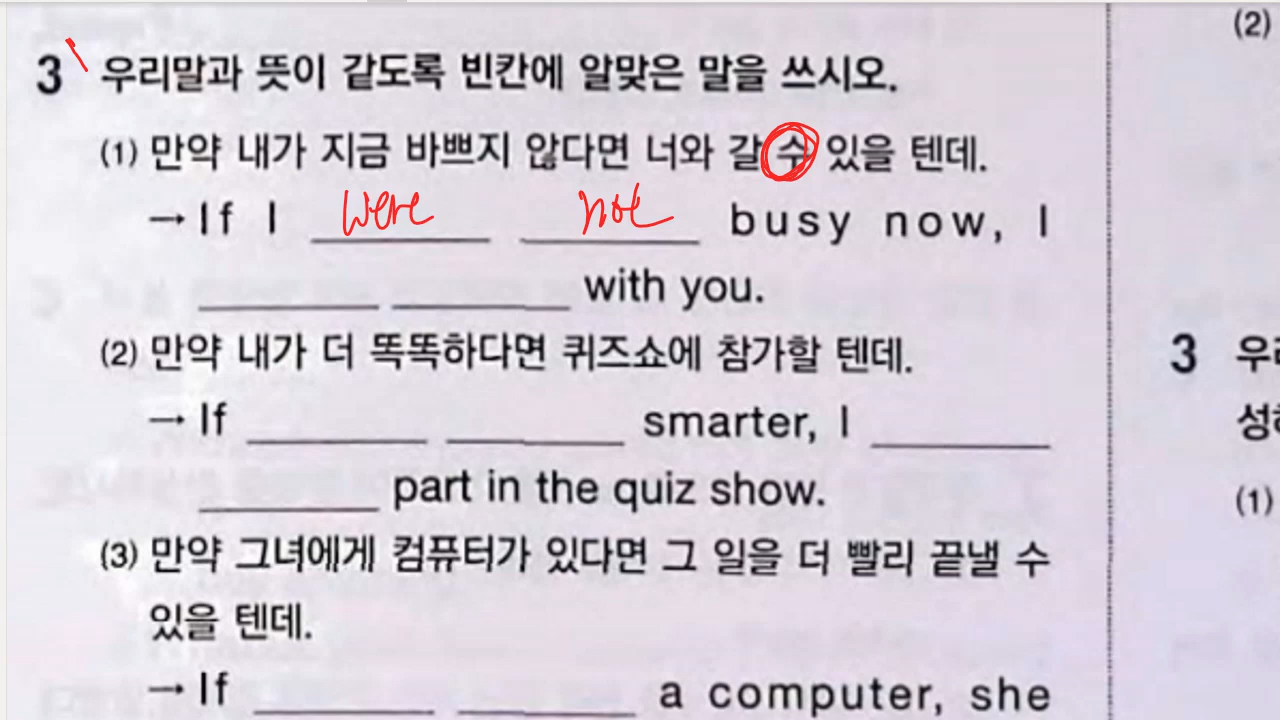 3 우리말과 뜻이 같도록 빈칸에 알맞은 말을 쓰시오.
(1) 만약 내가 지금 바쁘지 않다면 너와 갈 수 있을 텐데.
→ If I were not busy now, I
with you.
(2) 만약 내가 더 똑똑하다면 퀴즈쇼에 참가할 텐데.
→ If smarter, I
part in the quiz show.
(3) 만약 그녀에게 컴퓨터가 있다면 그 일을 더 빨리 끝낼 수
있을 텐데.
→ If a computer, she
(2)
3 우리
성하
(1)